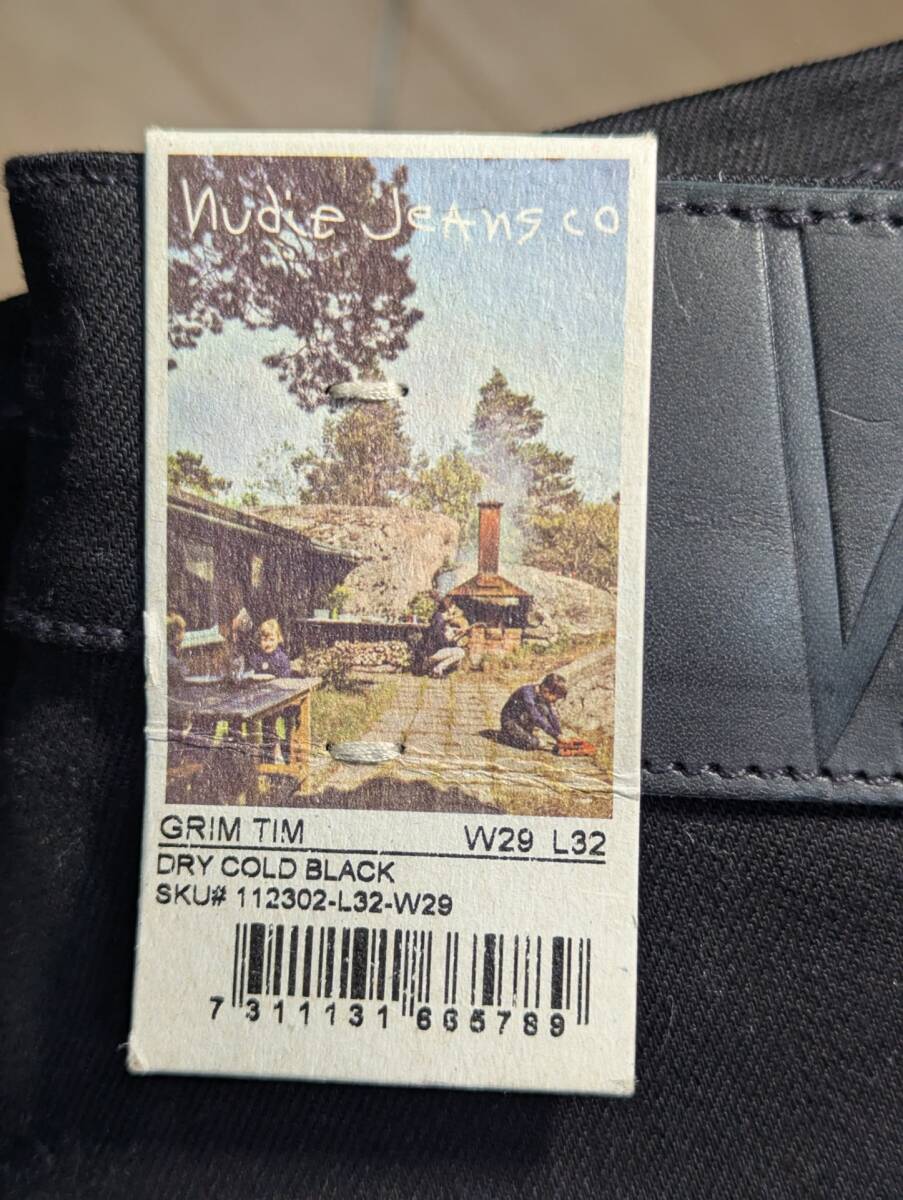 nudie Jeans co
GRIM TIM W29 L32
DRY COLD BLACK
SKU# 112302-L32-W29
7 311131 665789